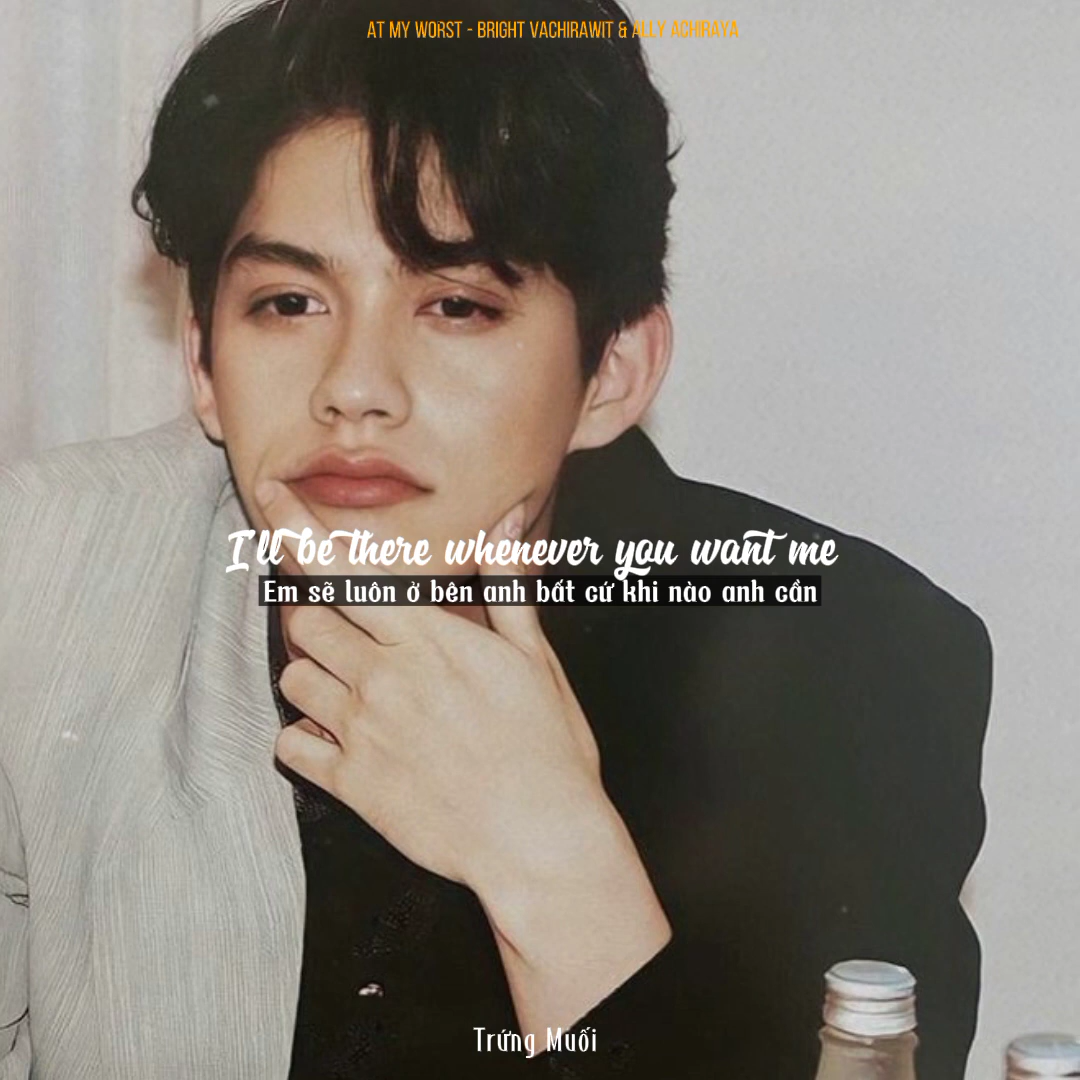 AT MY WORST - BRIGHT VACHIRAWIT & ALLY ACHIRAYA
I'll be there whenever you want me
Em sẽ luôn ở bên anh bất cứ khi nào anh cần
Trứng Muối